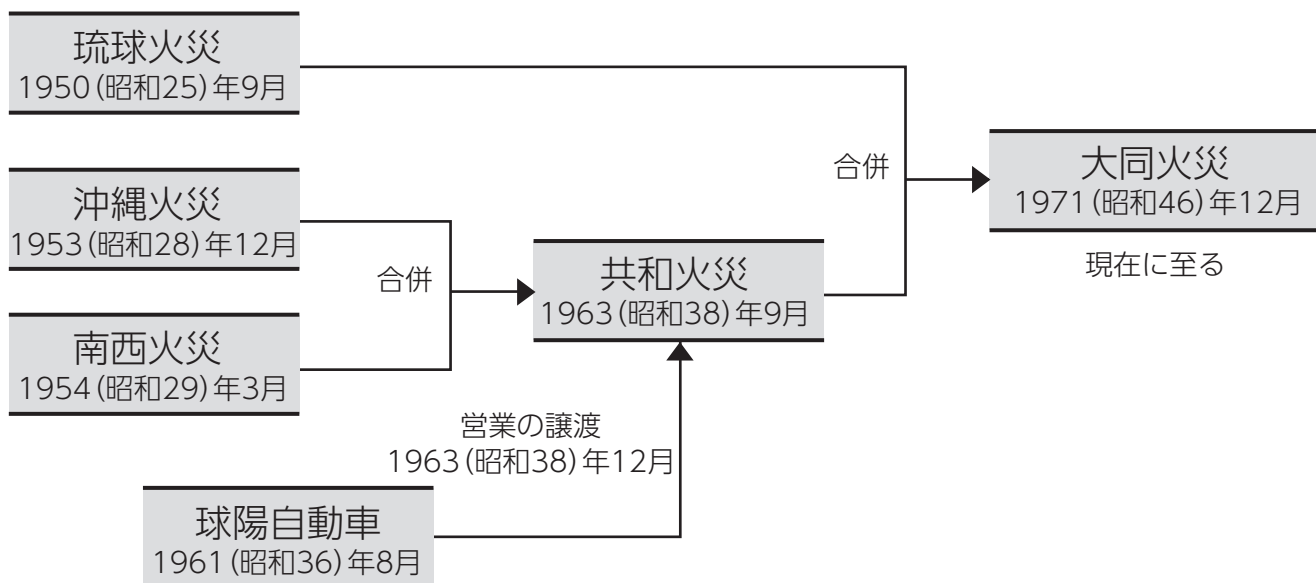 琉球火災
1950(昭和25)年9月
沖縄火災
1953(昭和28)年12月
南西火災
1954(昭和29)年3月
合併
共和火災
1963(昭和38)年9月
合併
大同火災
1971(昭和46)年12月
現在に至る
営業の譲渡
1963(昭和38)年12月
球陽自動車
1961(昭和36)年8月